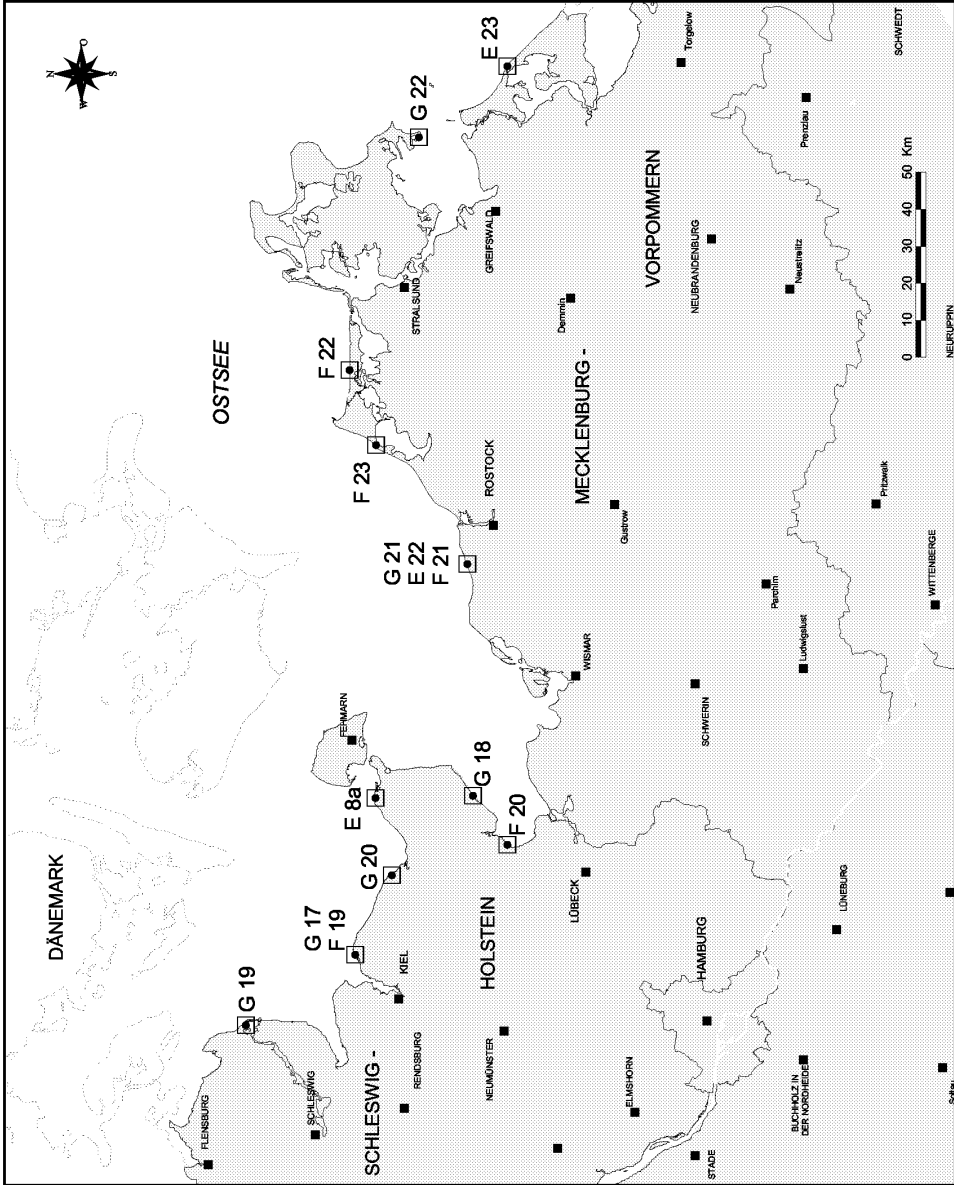 N
O
S
W
DÄNEMARK
OSTSEE
SCHLESWIG -
HOLSTEIN
MECKLENBURG -
VORPOMMERN
G 19
G 17
F 19
G 20
E 8a
G 18
F 20
G 21
E 22
F 21
F 23
F 22
G 22
E 23
FLENSBURG
SCHLESWIG
RENDSBURG
KIEL
FEHMARN
NEUMÜNSTER
ELMSHORN
STADE
BUCHHOLZ IN
DER NORDHEIDE
HAMBURG
LÜBECK
LÜNEBURG
Soltau
WISMAR
SCHWERIN
Ludwigslust
Parchim
WITTENBERGE
Pritzwalk
ROSTOCK
Gustrow
STRALSUND
GREIFSWALD
Demmin
NEUBRANDENBURG
Neustrelitz
NEURUPPIN
Torgelow
Prenzlau
SCHWEDT
0 10 20 30 40 50 Km